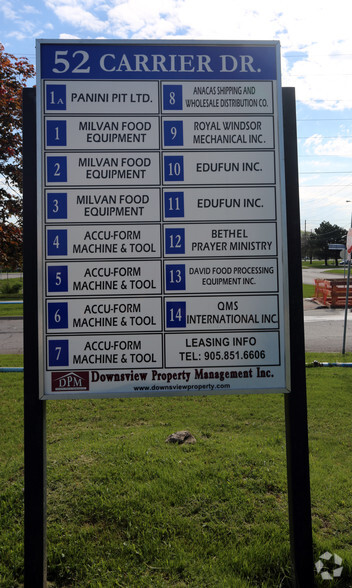 52 CARRIER DR.
1A PANINI PIT LTD.
1 MILVAN FOOD
EQUIPMENT
2 MILVAN FOOD
EQUIPMENT
3 MILVAN FOOD
EQUIPMENT
4 ACCU-FORM
MACHINE & TOOL
5 ACCU-FORM
MACHINE & TOOL
6 ACCU-FORM
MACHINE & TOOL
7 ACCU-FORM
MACHINE & TOOL
8 ANACAS SHIPPING AND
WHOLESALE DISTRIBUTION CO.
9 ROYAL WINDSOR
MECHANICAL INC.
10 EDUFUN INC.
11 EDUFUN INC.
12 BETHEL
PRAYER MINISTRY
13 DAVID FOOD PROCESSING
EQUIPMENT INC.
14 QMS
INTERNATIONAL INC.
LEASING INFO
TEL: 905.851.6606
DPM Downsview Property Management Inc.
www.downsviewproperty.com